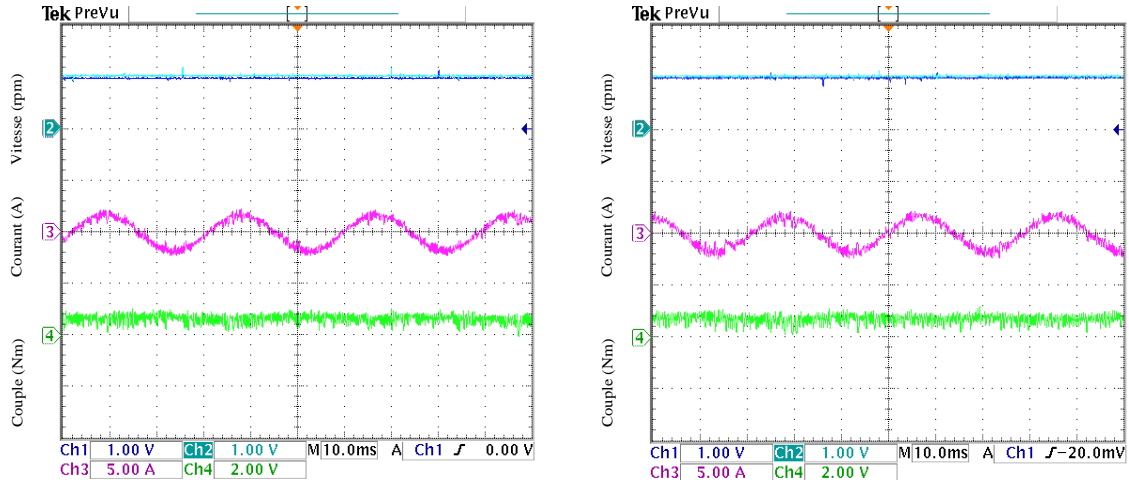 Tek PreVu
Vitesse (rpm)
Courant (A)
Couple (Nm)
2
3
4
Ch1 1.00 V Ch2 1.00 V M 10.0ms A Ch1 ʃ 0.00 V
Ch3 5.00 A Ch4 2.00 V
Tek PreVu
Vitesse (rpm)
Courant (A)
Couple (Nm)
2
3
4
Ch1 1.00 V Ch2 1.00 V M 10.0ms A Ch1 ʃ -20.0mV
Ch3 5.00 A Ch4 2.00 V